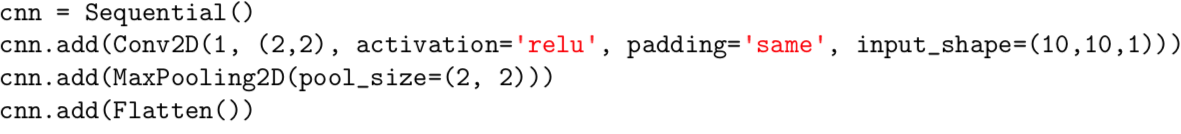 cnn = Sequential()
cnn.add(Conv2D(1, (2,2), activation='relu', padding='same', input_shape=(10,10,1)))
cnn.add(MaxPooling2D(pool_size=(2, 2)))
cnn.add(Flatten())